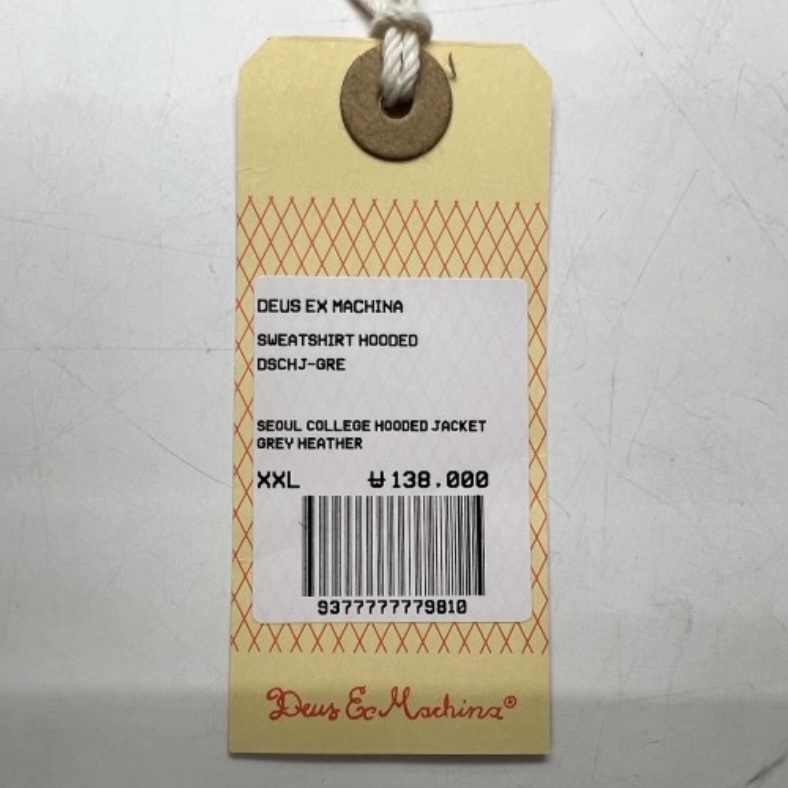 DEUS EX MACHINA
SWEATSHIRT HOODED
DSCHJ-GRE
SEOUL COLLEGE HOODED JACKET
GREY HEATHER
XXL ₩138.000
9377777779810
Deus Ex Machina®